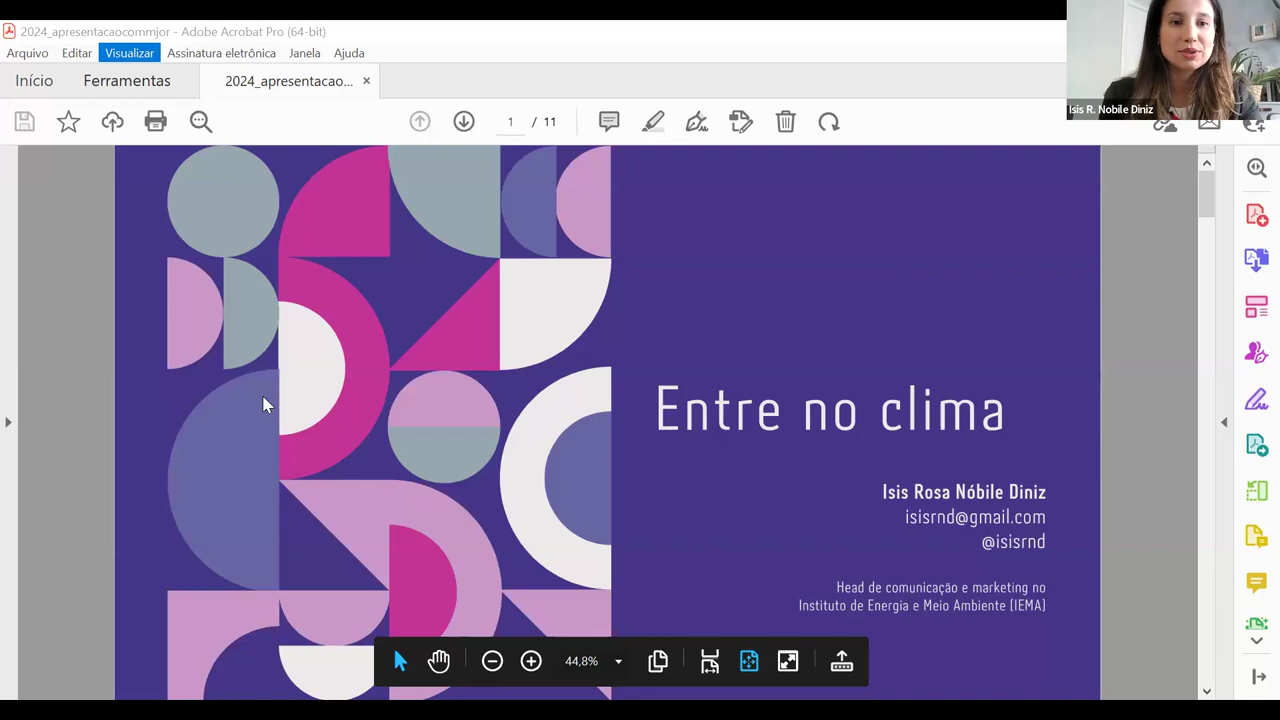 2024_apresentacaocommjor - Adobe Acrobat Pro (64-bit)
Arquivo Editar Visualizar Assinatura eletrônica Janela Ajuda
Início Ferramentas 2024_apresentacao... ×
1 / 11
Isis R. Nobile Diniz
Entre no clima
Isis Rosa Nóbile Diniz
isisrnd@gmail.com
@isisrnd
Head de comunicação e marketing no
Instituto de Energia e Meio Ambiente (IEMA)
44,8%